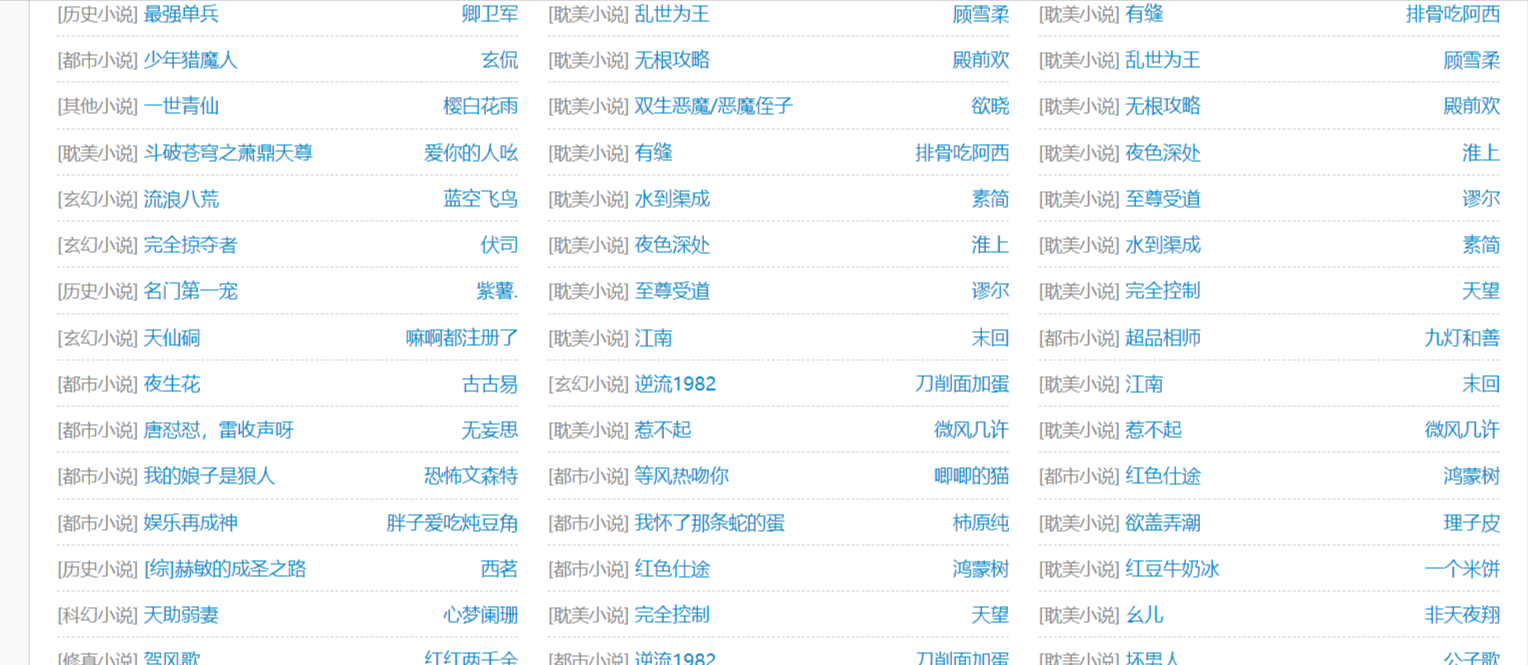 [历史小说] 最强单兵 卿卫军
[都市小说] 少年猎魔人 玄侃
[其他小说] 一世青仙 樱白花雨
[耽美小说] 斗破苍穹之萧鼎天尊 爱你的人吆
[玄幻小说] 流浪八荒 蓝空飞鸟
[玄幻小说] 完全掠夺者 伏司
[历史小说] 名门第一宠 紫薯.
[玄幻小说] 天仙硐 嘛啊都注册了
[都市小说] 夜生花 古古易
[都市小说] 唐怼怼，雷收声呀 无妄思
[都市小说] 我的娘子是狠人 恐怖文森特
[都市小说] 娱乐再成神 胖子爱吃炖豆角
[历史小说] [综]赫敏的成圣之路 西茗
[科幻小说] 天助弱妻 心梦阑珊
[修真小说] 驾风歌 红红两千金
[耽美小说] 乱世为王 顾雪柔
[耽美小说] 无根攻略 殿前欢
[耽美小说] 双生恶魔/恶魔侄子 欲晓
[耽美小说] 有缝 排骨吃阿西
[耽美小说] 水到渠成 素简
[耽美小说] 夜色深处 淮上
[耽美小说] 至尊受道 谬尔
[耽美小说] 江南 末回
[玄幻小说] 逆流1982 刀削面加蛋
[耽美小说] 惹不起 微风几许
[都市小说] 等风热吻你 唧唧的猫
[都市小说] 我怀了那条蛇的蛋 柿原纯
[都市小说] 红色仕途 鸿蒙树
[耽美小说] 完全控制 天望
[都市小说] 逆流1982 刀削面加蛋
[耽美小说] 有缝 排骨吃阿西
[耽美小说] 乱世为王 顾雪柔
[耽美小说] 无根攻略 殿前欢
[耽美小说] 夜色深处 淮上
[耽美小说] 至尊受道 谬尔
[耽美小说] 水到渠成 素简
[耽美小说] 完全控制 天望
[都市小说] 超品相师 九灯和善
[耽美小说] 江南 末回
[耽美小说] 惹不起 微风几许
[都市小说] 红色仕途 鸿蒙树
[耽美小说] 欲盖弄潮 理子皮
[耽美小说] 红豆牛奶冰 一个米饼
[耽美小说] 幺儿 非天夜翔
[耽美小说] 坏男人 公子歌